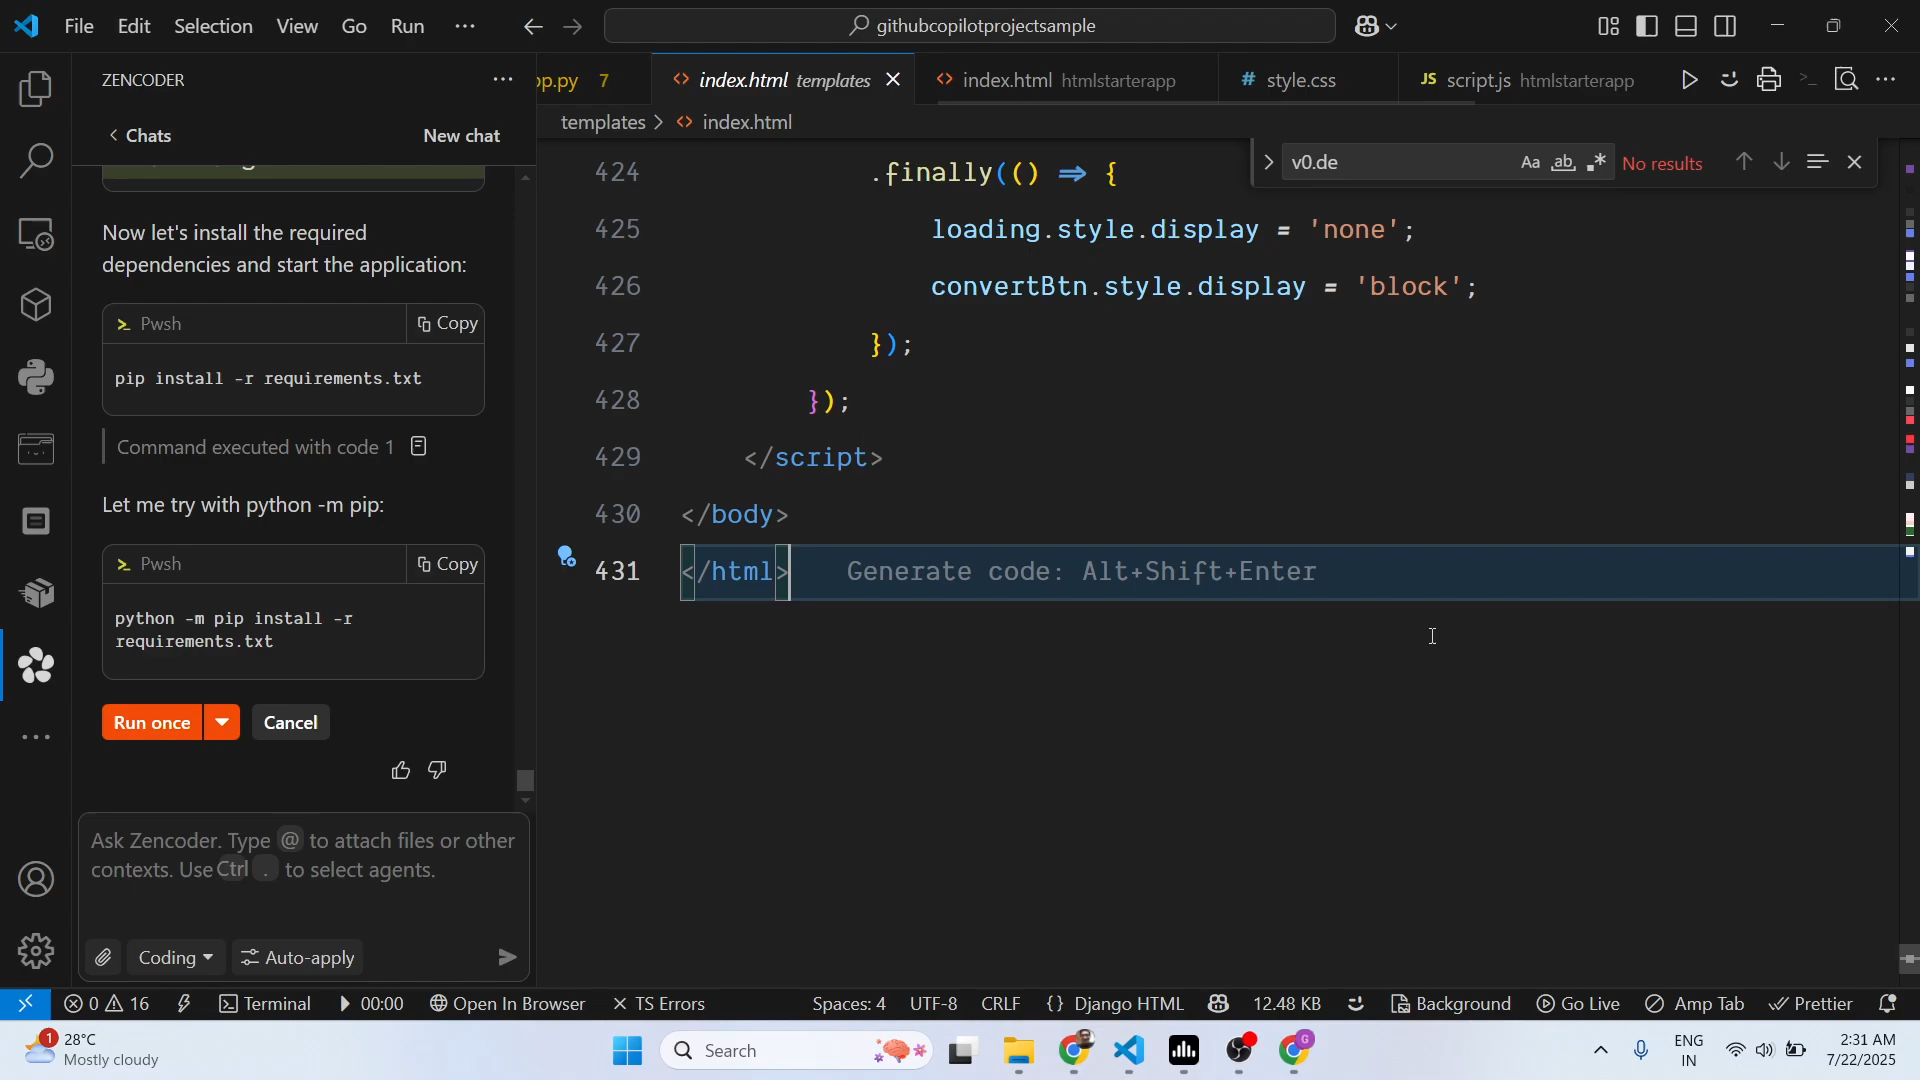 File Edit Selection View Go Run ··· githubcopilotprojectsample
ZENCODER ···
pp.py 7 index.html templates index.html htmlstarterapp # style.css JS script.js htmlstarterapp
Chats New chat
templates > index.html
v0.de Aa ab No results
Now let's install the required
dependencies and start the application:
Pwsh Copy
pip install -r requirements.txt
Command executed with code 1
Let me try with python -m pip:
Pwsh Copy
python -m pip install -r
requirements.txt
Run once Cancel
Ask Zencoder. Type @ to attach files or other
contexts. Use Ctrl . to select agents.
Coding Auto-apply
424 .finally(() => {
425 loading.style.display = 'none';
426 convertBtn.style.display = 'block';
427 });
428 });
429 </script>
430 </body>
431 </html> Generate code: Alt+Shift+Enter
0 16 Terminal 00:00 Open In Browser TS Errors Spaces: 4 UTF-8 CRLF {} Django HTML 12.48 KB Background Go Live Amp Tab Prettier
1 28°C
Mostly cloudy
Search
G
ENG
IN
2:31 AM
7/22/2025